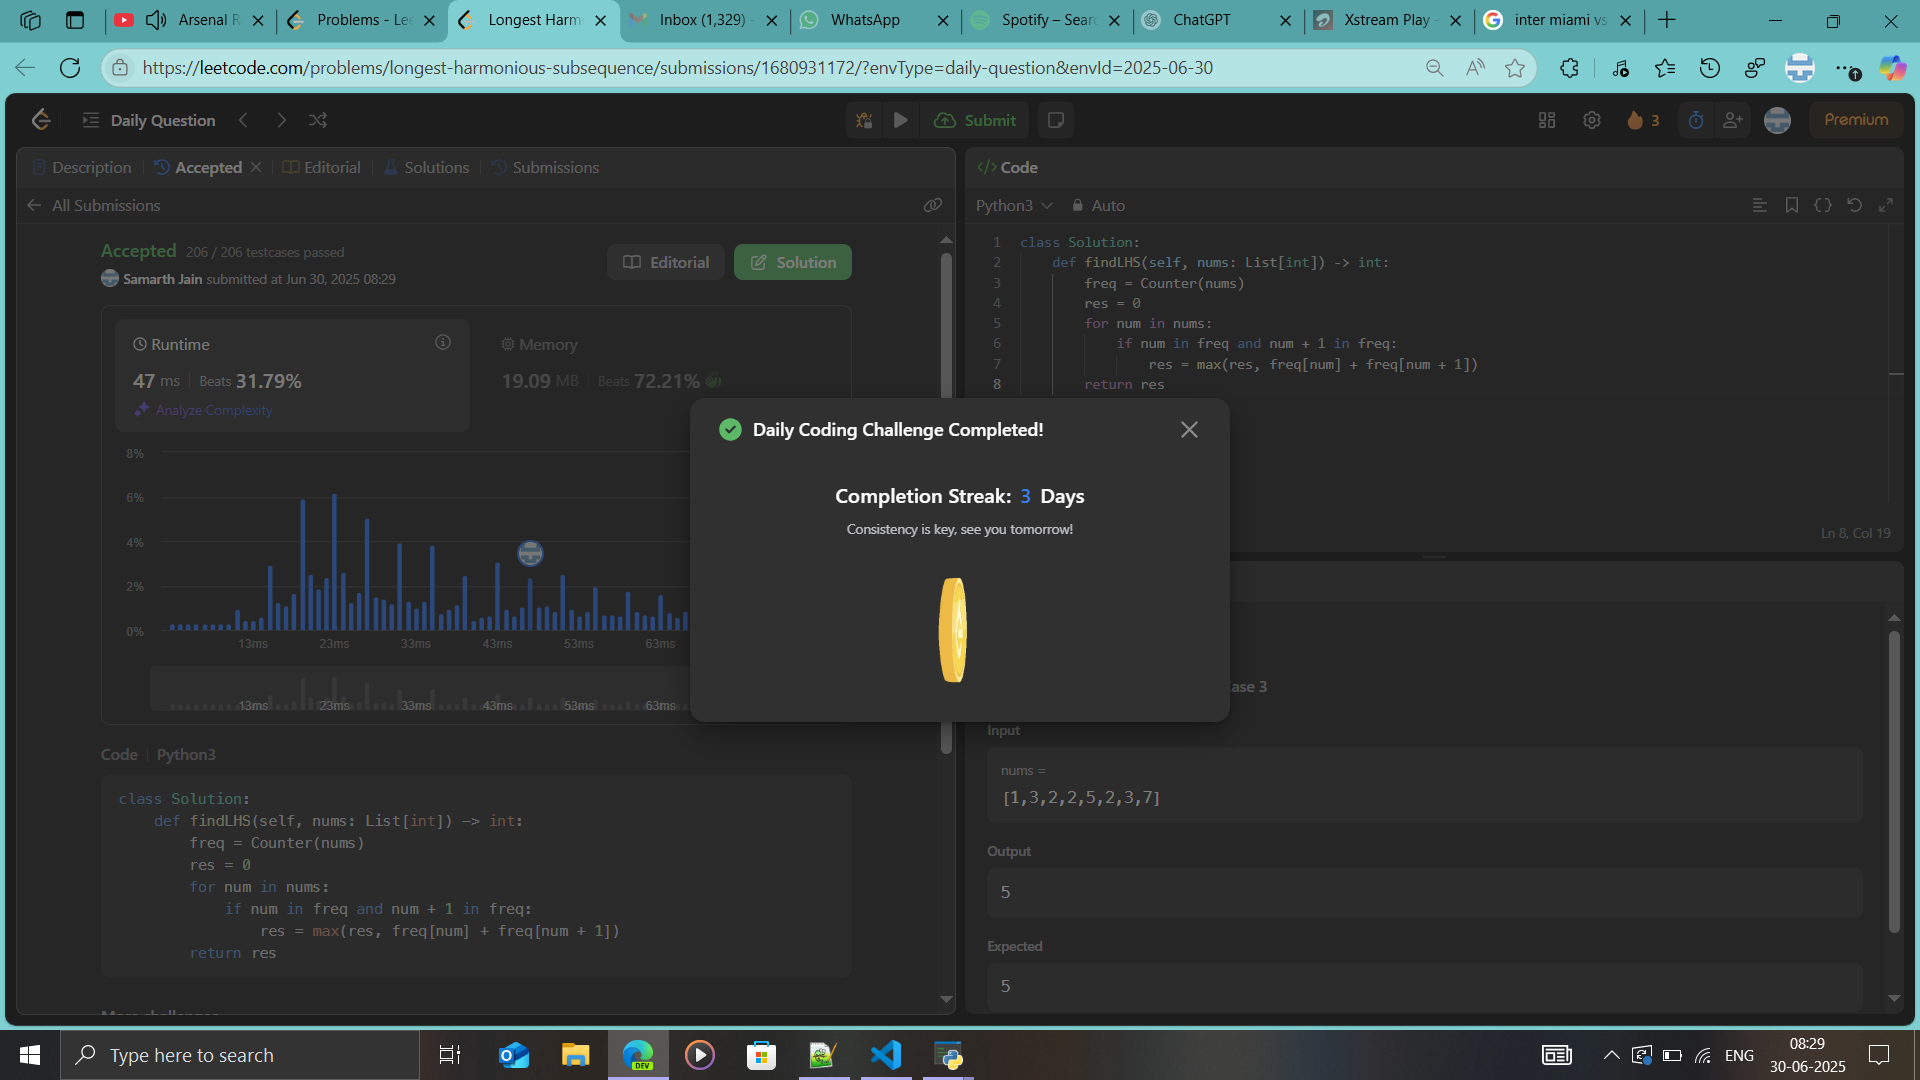 Arsenal R
Problems - Lee
Longest Harm
Inbox (1,329) -
WhatsApp
Spotify – Sear
ChatGPT
Xstream Play -
inter miami vs
https://leetcode.com/problems/longest-harmonious-subsequence/submissions/1680931172/?envType=daily-question&envId=2025-06-30
Daily Question
Submit
3
Premium
Description
Accepted
Editorial
Solutions
Submissions
All Submissions
Accepted 206 / 206 testcases passed
Samarth Jain submitted at Jun 30, 2025 08:29
Editorial
Solution
Runtime
47 ms Beats 31.79%
Analyze Complexity
Memory
19.09 MB Beats 72.21%
8%
6%
4%
2%
0%
13ms 23ms 33ms 43ms 53ms 63ms
13ms 23ms 33ms 43ms 53ms 63ms
Code Python3
class Solution:
def findLHS(self, nums: List[int]) -> int:
freq = Counter(nums)
res = 0
for num in nums:
if num in freq and num + 1 in freq:
res = max(res, freq[num] + freq[num + 1])
return res
More challenges
</> Code
Python3 Auto
1 class Solution:
2 def findLHS(self, nums: List[int]) -> int:
3 freq = Counter(nums)
4 res = 0
5 for num in nums:
6 if num in freq and num + 1 in freq:
7 res = max(res, freq[num] + freq[num + 1])
8 return res
Ln 8, Col 19
Daily Coding Challenge Completed!
Completion Streak: 3 Days
Consistency is key, see you tomorrow!
ase 3
Input
nums =
[1,3,2,2,5,2,3,7]
Output
5
Expected
5
Type here to search
DEV
ENG
08:29
30-06-2025